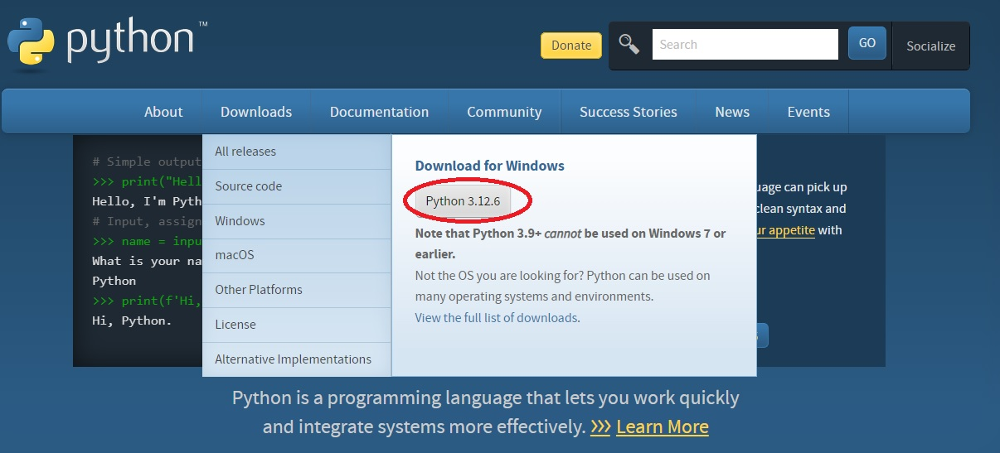 python™
Donate
Search
GO
Socialize
About
Downloads
Documentation
Community
Success Stories
News
Events
# Simple output
>>> print("Hell
Hello, I'm Pyth
# Input, assign
>>> name = inpu
What is your na
Python
>>> print(f'Hi,
Hi, Python.
All releases
Source code
Windows
macOS
Other Platforms
License
Alternative Implementations
Download for Windows
Python 3.12.6
Note that Python 3.9+ cannot be used on Windows 7 or
earlier.
Not the OS you are looking for? Python can be used on
many operating systems and environments.
View the full list of downloads.
uage can pick up
clean syntax and
ur appetite with
Python is a programming language that lets you work quickly
and integrate systems more effectively. >>> Learn More